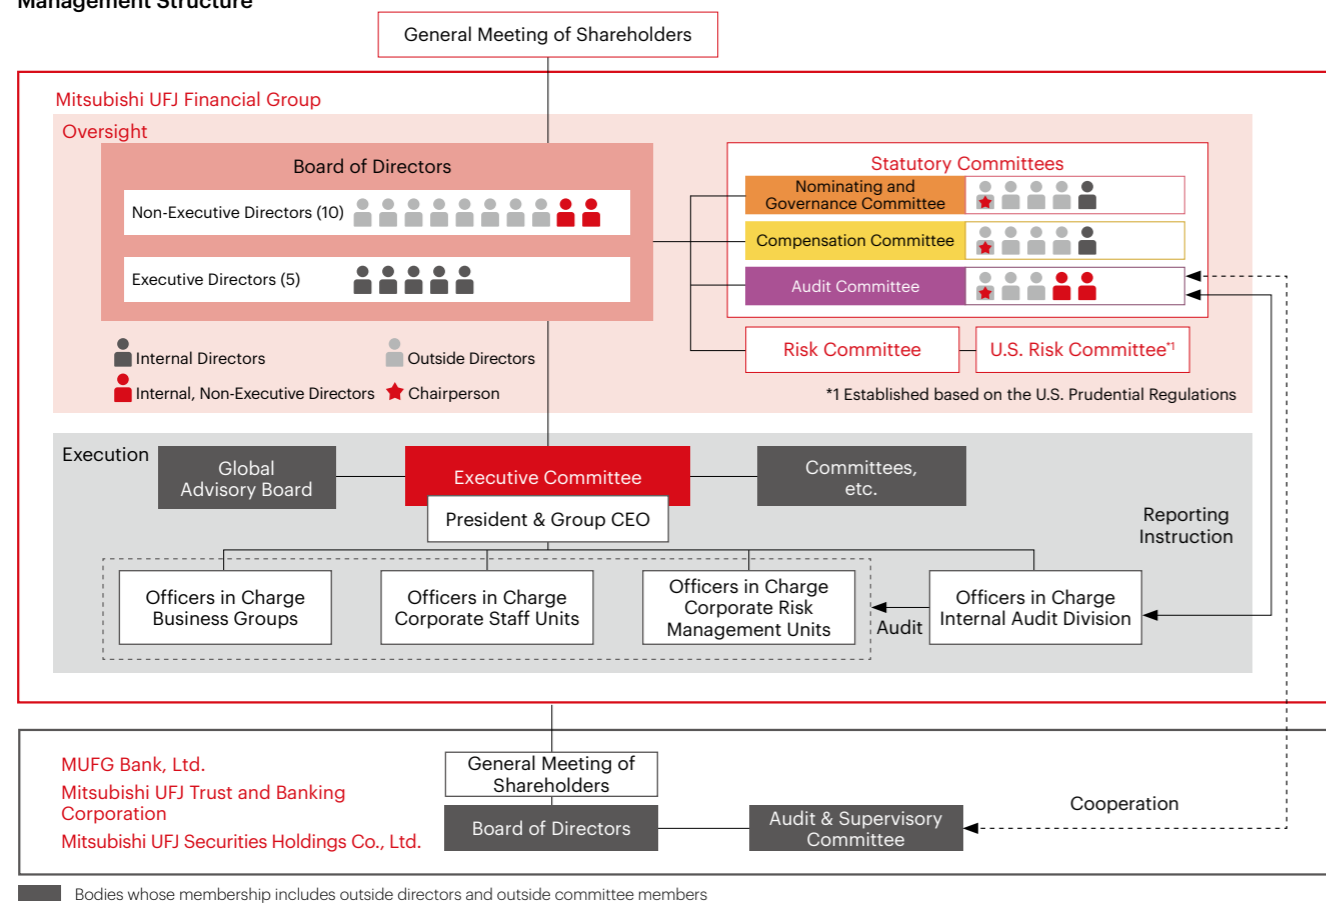 Management Structure
General Meeting of Shareholders
Mitsubishi UFJ Financial Group
Oversight
Board of Directors
Non-Executive Directors (10)
Executive Directors (5)
Internal Directors
Outside Directors
Internal, Non-Executive Directors
Chairperson
Statutory Committees
Nominating and
Governance Committee
Compensation Committee
Audit Committee
Risk Committee
U.S. Risk Committee*1
*1 Established based on the U.S. Prudential Regulations
Execution
Global
Advisory Board
Executive Committee
Committees,
etc.
President & Group CEO
Reporting
Instruction
Officers in Charge
Business Groups
Officers in Charge
Corporate Staff Units
Officers in Charge
Corporate Risk
Management Units
Audit
Officers in Charge
Internal Audit Division
MUFG Bank, Ltd.
Mitsubishi UFJ Trust and Banking
Corporation
Mitsubishi UFJ Securities Holdings Co., Ltd.
General Meeting of
Shareholders
Board of Directors
Audit & Supervisory
Committee
Cooperation
Bodies whose membership includes outside directors and outside committee members